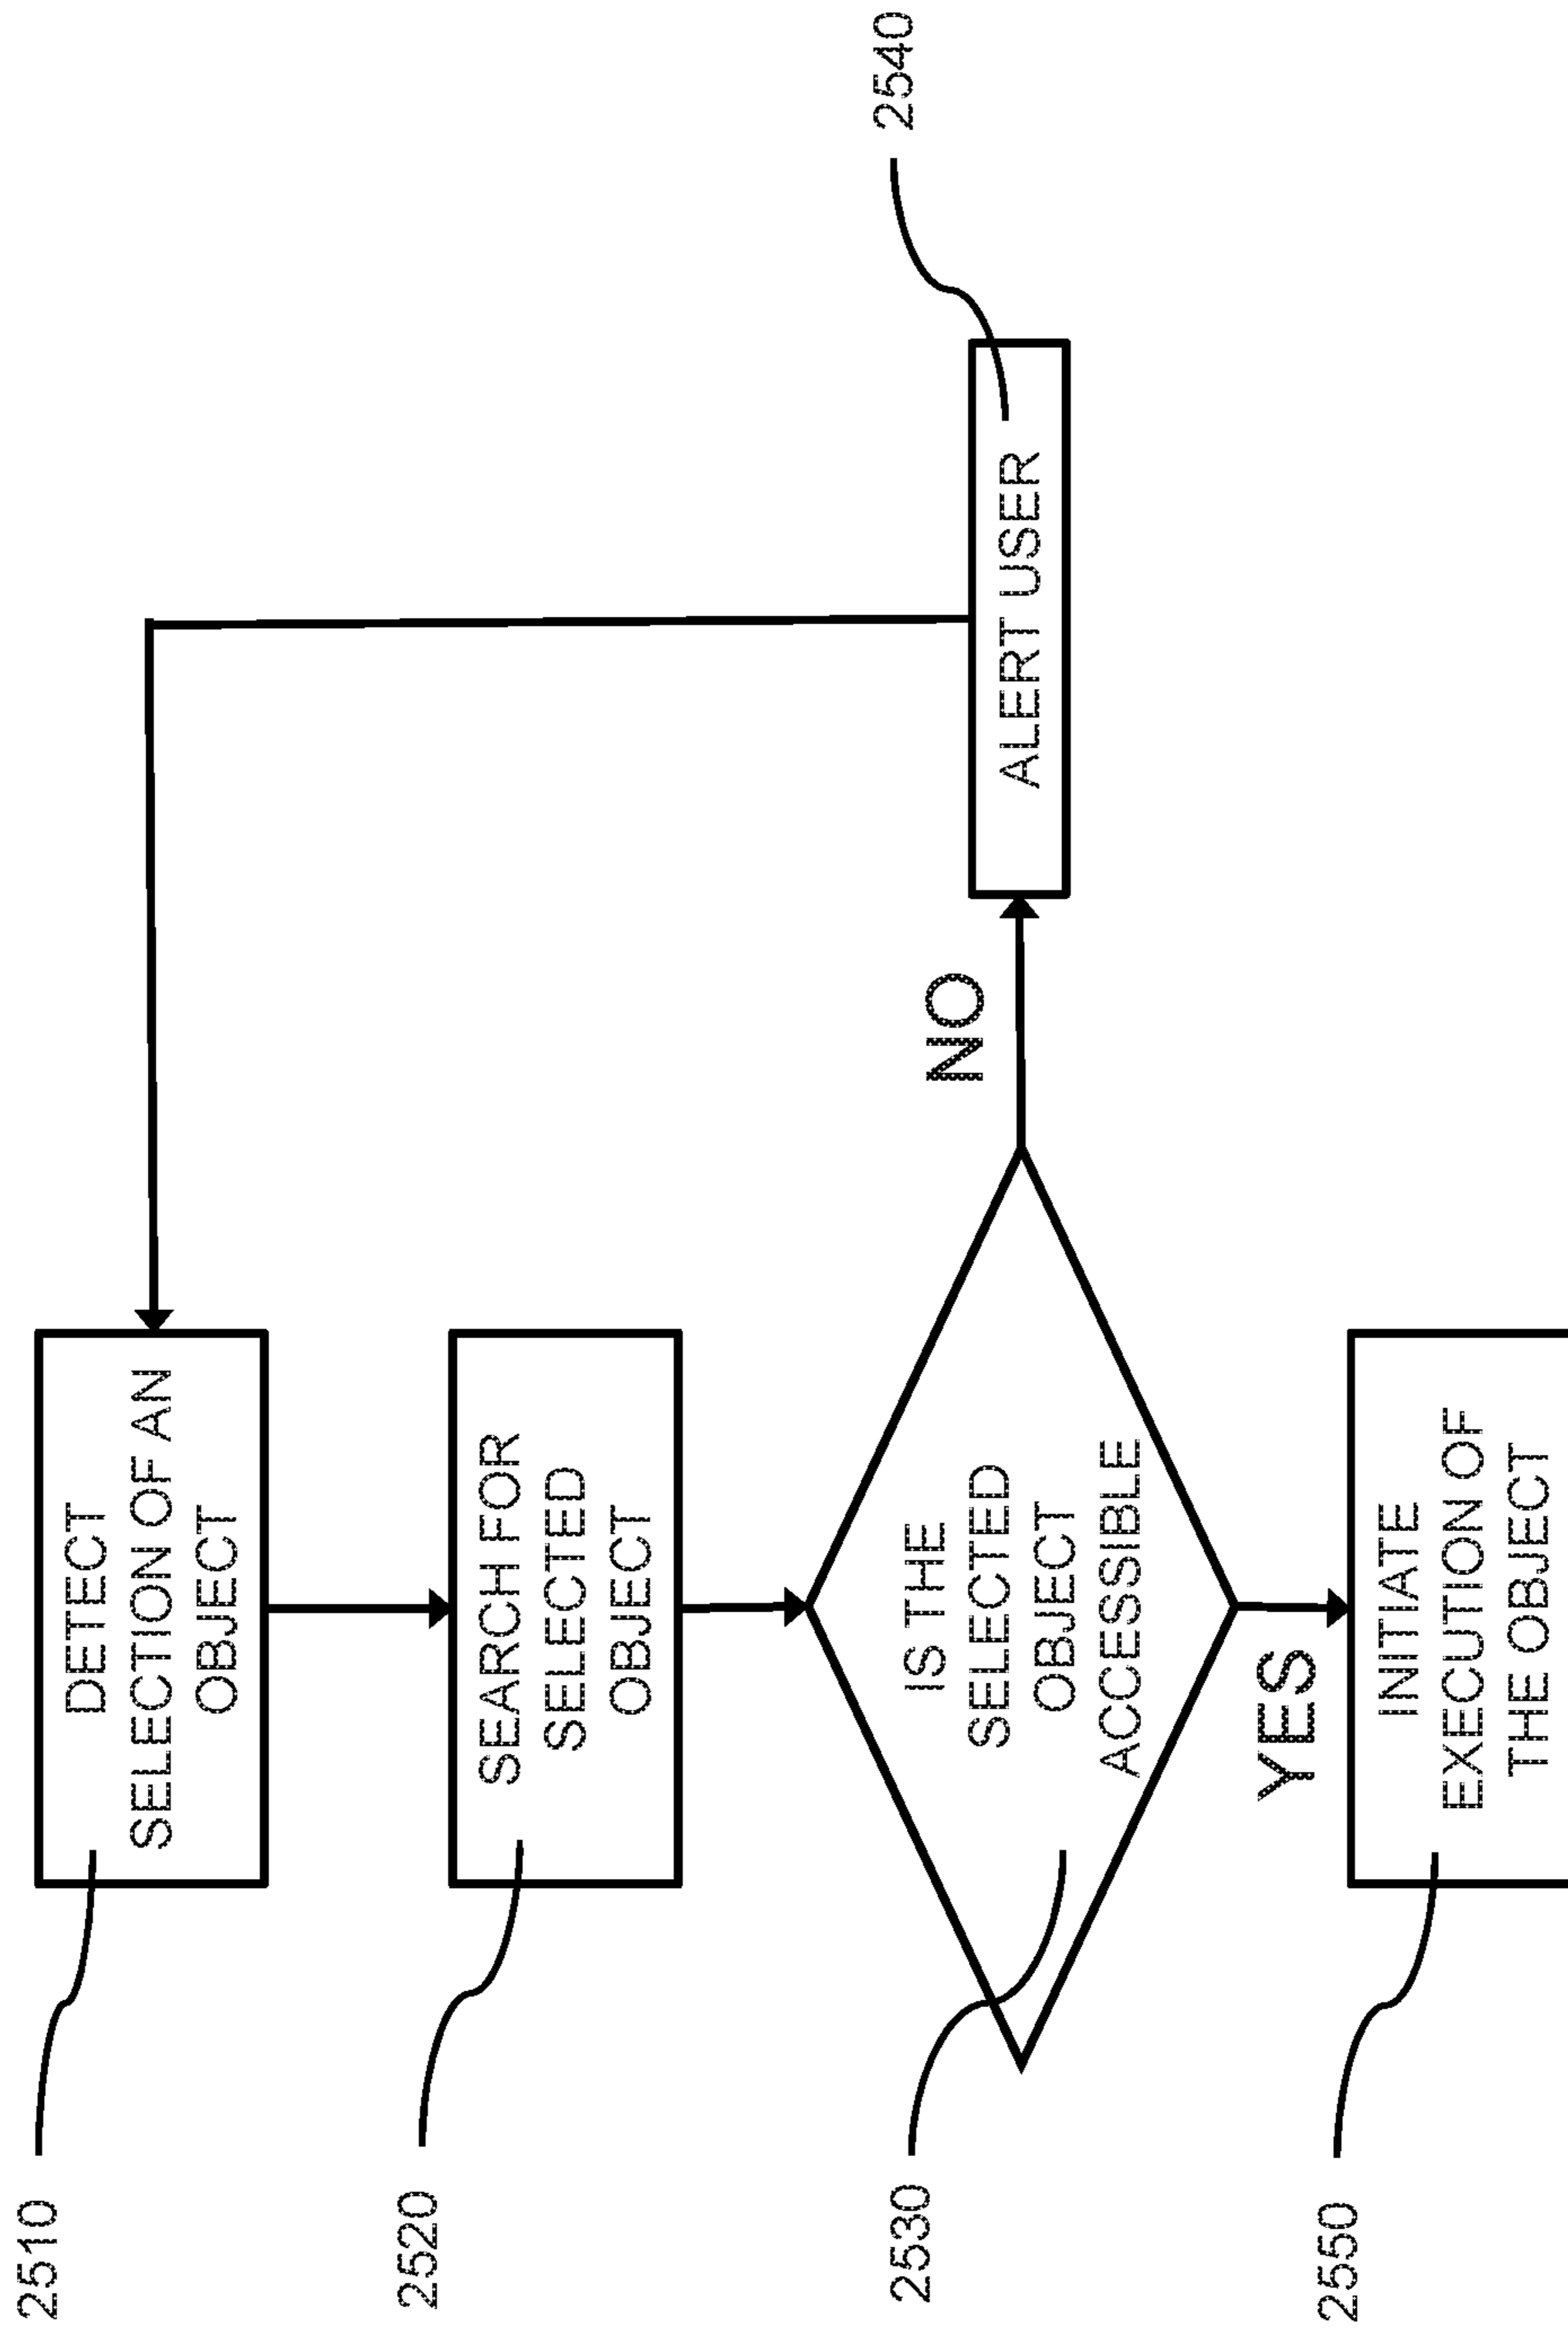 2510
DETECT
SELECTION OF AN
OBJECT
2520
SEARCH FOR
SELECTED
OBJECT
2530
IS THE
SELECTED
OBJECT
ACCESSIBLE
NO
ALERT USER
2540
YES
2550
INITIATE
EXECUTION OF
THE OBJECT